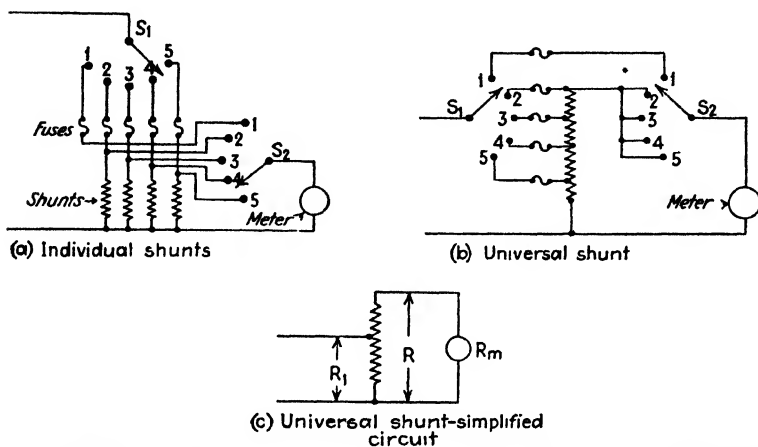 S1
1
2
3
4
5
Fuses
1
2
3
4
5
S2
Shunts
Meter
(a) Individual shunts
1
2
3
4
5
S1
1
2
3
4
5
S2
Meter
(b) Universal shunt
R1
R
Rm
(c) Universal shunt-simplified
circuit